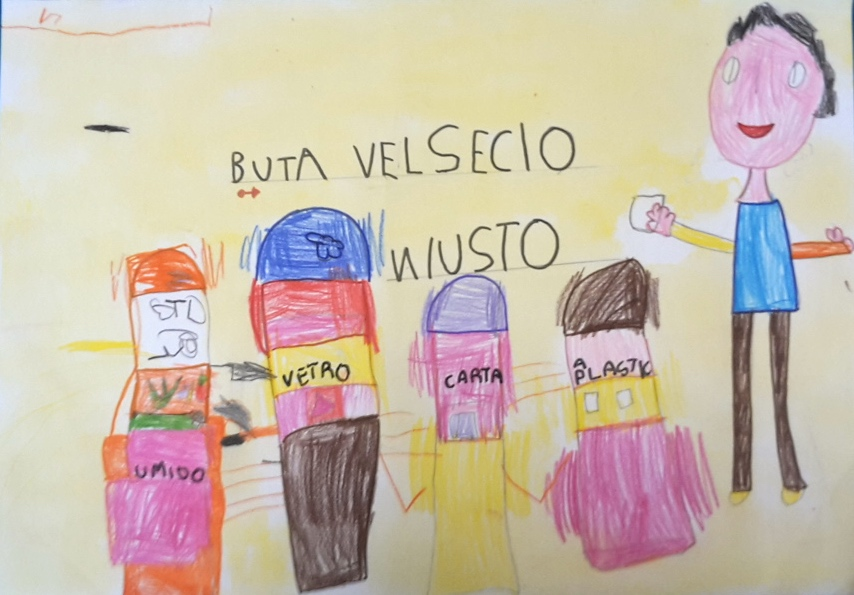 BUTA VELSECIO
NIUSTO
VETRO
CARTA
A
PLASTIC
UMIDO